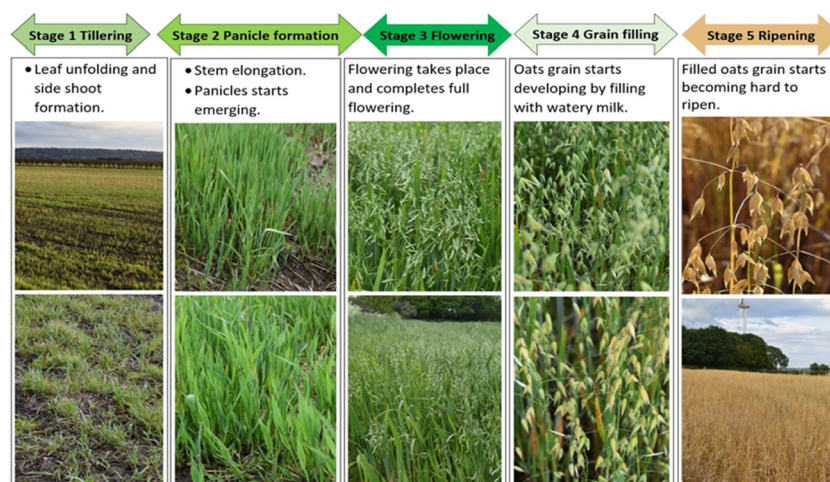 Stage 1 Tillering
Stage 2 Panicle formation
Stage 3 Flowering
Stage 4 Grain filling
Stage 5 Ripening
• Leaf unfolding and
side shoot
formation.
• Stem elongation.
• Panicles starts
emerging.
Flowering takes place
and completes full
flowering.
Oats grain starts
developing by filling
with watery milk.
Filled oats grain starts
becoming hard to
ripen.